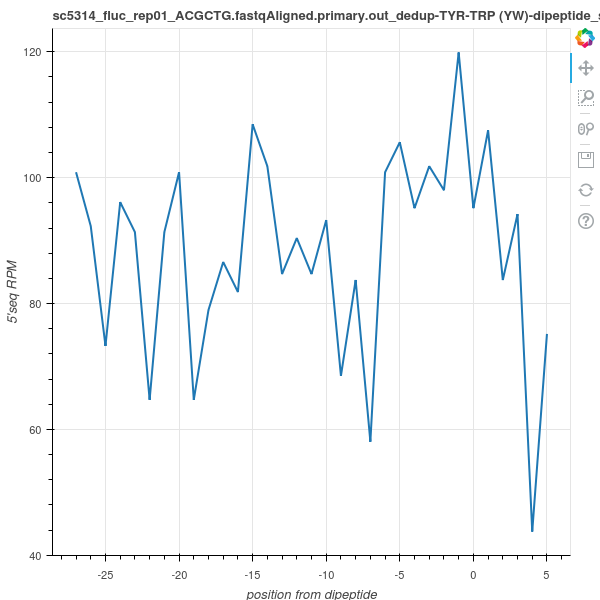 sc5314_fluc_rep01_ACGCTG.fastqAligned.primary.out_dedup-TYR-TRP (YW)-dipeptide_s
120
100
80
60
40
5'seq RPM
-25 -20 -15 -10 -5 0 5
position from dipeptide